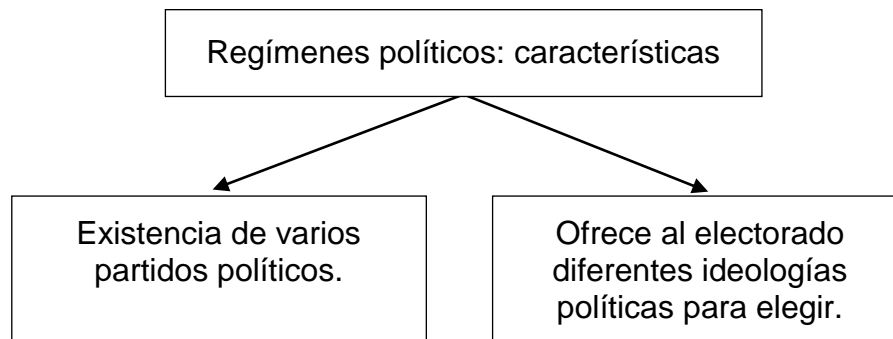 Regímenes políticos: características
Existencia de varios
partidos políticos.
Ofrece al electorado
diferentes ideologías
políticas para elegir.